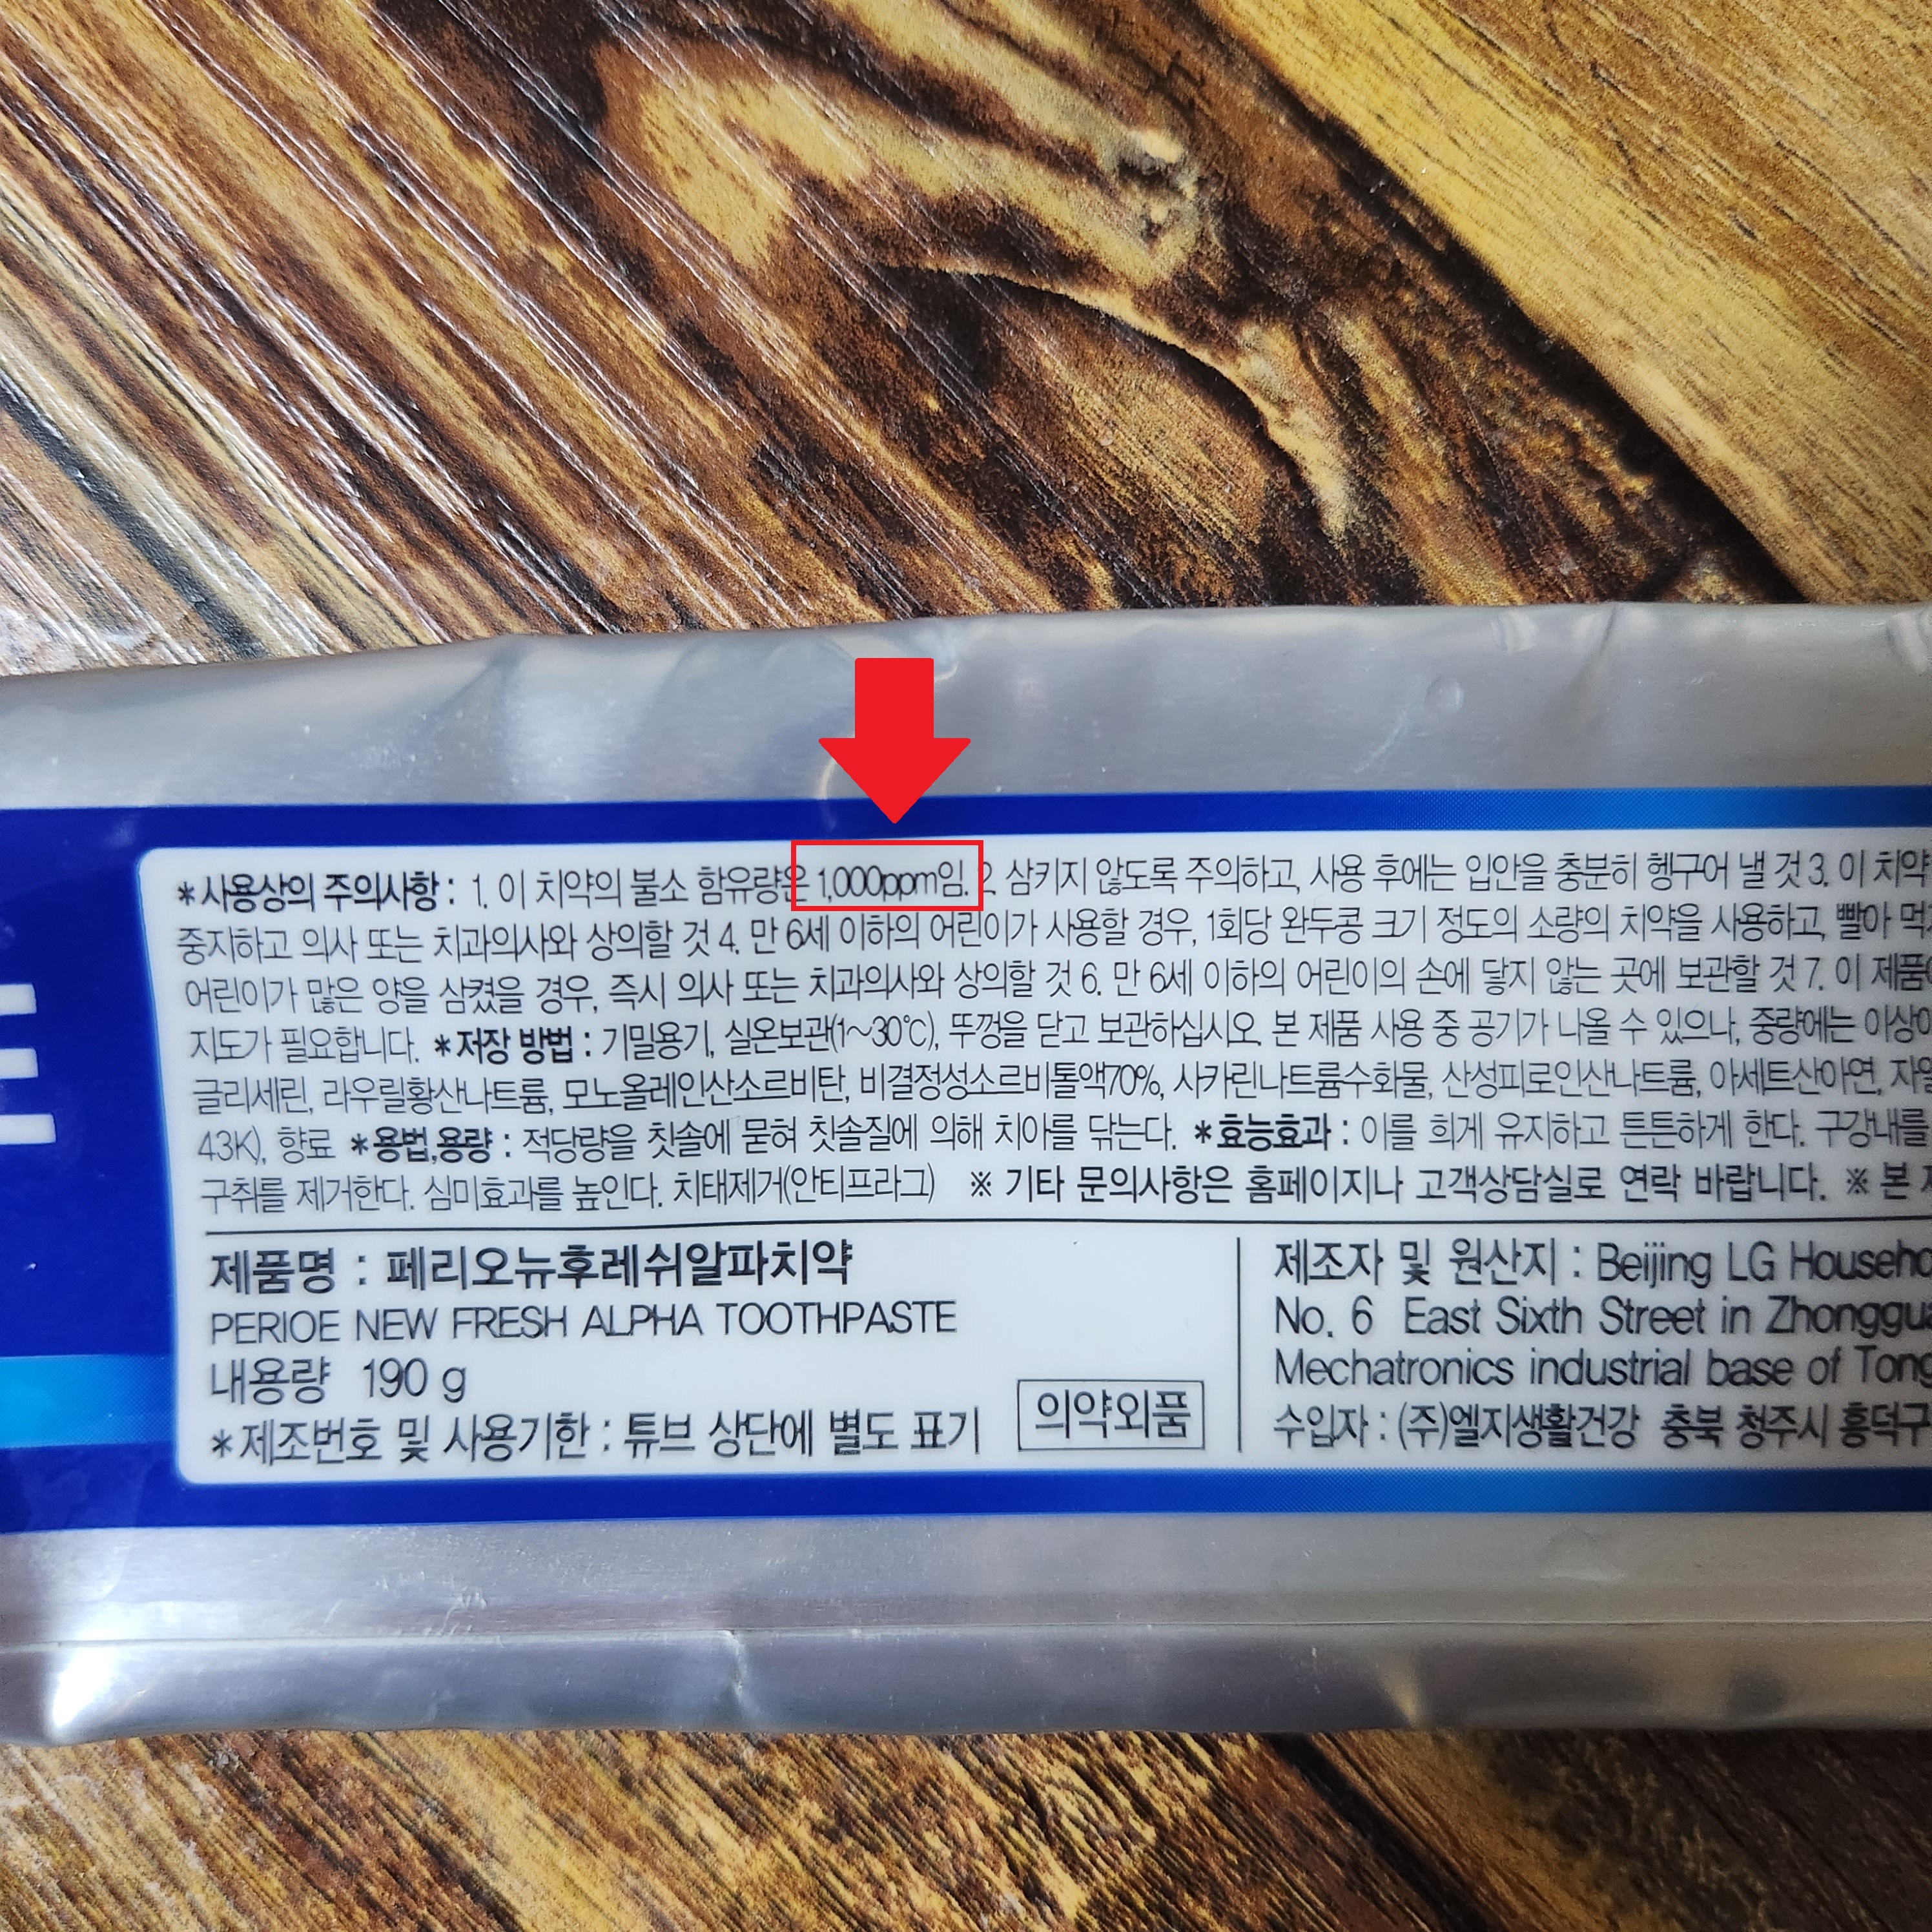 E
*사용상의 주의사항 : 1. 이 치약의 불소 함유량은 1,000ppm임. 2. 삼키지 않도록 주의하고, 사용 후에는 입안을 충분히 헹구어 낼 것 3. 이 치약
중지하고 의사 또는 치과의사와 상의할 것 4. 만 6세 이하의 어린이가 사용할 경우, 1회당 완두콩 크기 정도의 소량의 치약을 사용하고, 빨아 먹
어린이가 많은 양을 삼켰을 경우, 즉시 의사 또는 치과의사와 상의할 것 6. 만 6세 이하의 어린이의 손에 닿지 않는 곳에 보관할 것 7. 이 제품
지도가 필요합니다. *저장 방법 : 기밀용기, 실온보관(1~30℃), 뚜껑을 닫고 보관하십시오. 본 제품 사용 중 공기가 나올 수 있으나, 중량에는 이상
글리세린, 라우릴황산나트륨, 모노올레인산소르비탄, 비결정성소르비톨액70%, 사카린나트륨수화물, 산성피로인산나트륨, 아세트산아연,
43K), 향료 *용법,용량 : 적당량을 칫솔에 묻혀 칫솔질에 의해 치아를 닦는다. *효능효과 : 이를 희게 유지하고 튼튼하게 한다. 구강내를
구취를 제거한다. 심미효과를 높인다. 치태제거(안티프라그) ※ 기타 문의사항은 홈페이지나 고객상담실로 연락 바랍니다. ※ 본
제품명 : 페리오뉴후레쉬알파치약
PERIOE NEW FRESH ALPHA TOOTHPASTE
내용량 190 g
*제조번호 및 사용기한 : 튜브 상단에 별도 표기
의약외품
제조자 및 원산지 : Beijing LG Househo
No. 6 East Sixth Street in Zhonggu
Mechatronics industrial base of Tong
수입자 : (주)엘지생활건강 충북 청주시 흥덕구